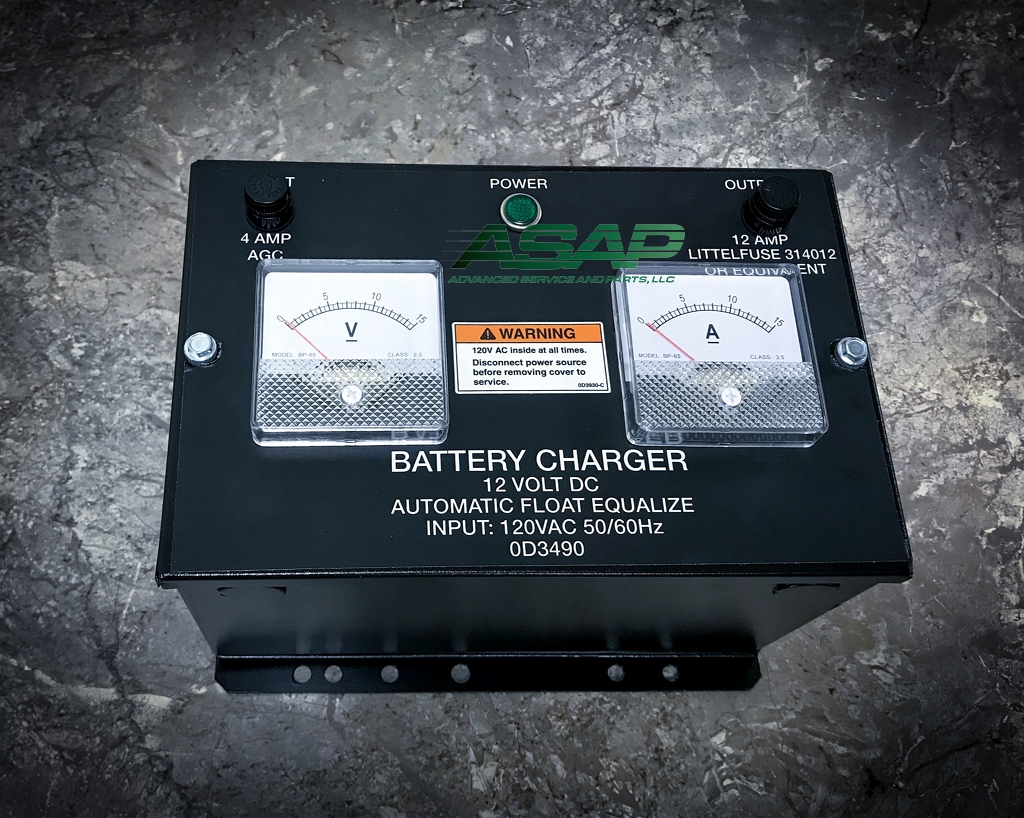 POWER
4 AMP
AGC
12 AMP
LITTELFUSE 314012
OR EQUIVALENT
ASAP
ADVANCED SERVICE AND PARTS, LLC
0 5 10 15
V
MODEL BP-65 CLASS 2.5
0 5 10 15
A
MODEL BP-65 CLASS 2.5
WARNING
120V AC inside at all times.
Disconnect power source
before removing cover to
service.
0D3930-C
BATTERY CHARGER
12 VOLT DC
AUTOMATIC FLOAT EQUALIZE
INPUT: 120VAC 50/60Hz
0D3490